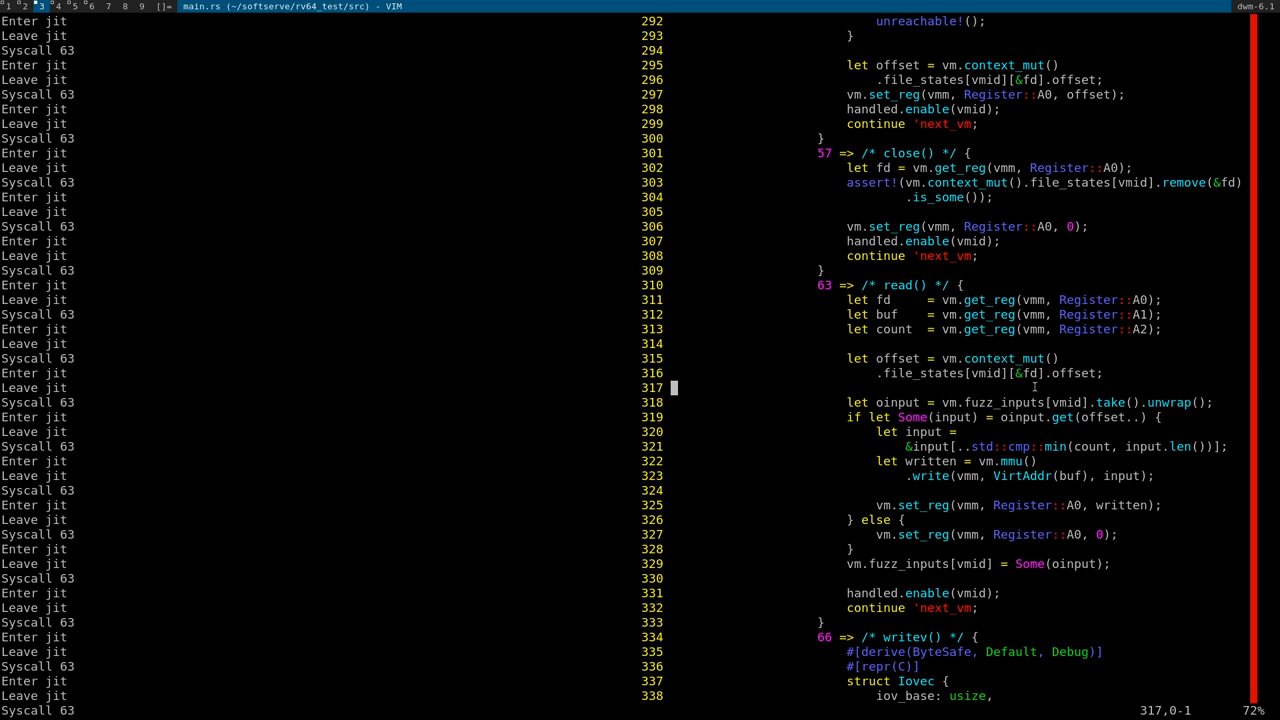 1 2 3 4 5 6 7 8 9 []= main.rs (~/softserve/rv64_test/src) - VIM dwm-6.1
Enter jit
Leave jit
Syscall 63
Enter jit
Leave jit
Syscall 63
Enter jit
Leave jit
Syscall 63
Enter jit
Leave jit
Syscall 63
Enter jit
Leave jit
Syscall 63
Enter jit
Leave jit
Syscall 63
Enter jit
Leave jit
Syscall 63
Enter jit
Leave jit
Syscall 63
Enter jit
Leave jit
Syscall 63
Enter jit
Leave jit
Syscall 63
Enter jit
Leave jit
Syscall 63
Enter jit
Leave jit
Syscall 63
Enter jit
Leave jit
Syscall 63
Enter jit
Leave jit
Syscall 63
Enter jit
Leave jit
Syscall 63
Enter jit
Leave jit
Syscall 63
Enter jit
Leave jit
Syscall 63
Enter jit
Leave jit
Syscall 63
292 unreachable!();
293 }
294
295 let offset = vm.context_mut()
296 .file_states[vmid][&fd].offset;
297 vm.set_reg(vmm, Register::A0, offset);
298 handled.enable(vmid);
299 continue 'next_vm;
300 }
301 57 => /* close() */ {
302 let fd = vm.get_reg(vmm, Register::A0);
303 assert!(vm.context_mut().file_states[vmid].remove(&fd)
304 .is_some());
305
306 vm.set_reg(vmm, Register::A0, 0);
307 handled.enable(vmid);
308 continue 'next_vm;
309 }
310 63 => /* read() */ {
311 let fd = vm.get_reg(vmm, Register::A0);
312 let buf = vm.get_reg(vmm, Register::A1);
313 let count = vm.get_reg(vmm, Register::A2);
314
315 let offset = vm.context_mut()
316 .file_states[vmid][&fd].offset;
317
318 let oinput = vm.fuzz_inputs[vmid].take().unwrap();
319 if let Some(input) = oinput.get(offset..) {
320 let input =
321 &input[..std::cmp::min(count, input.len())];
322 let written = vm.mmu()
323 .write(vmm, VirtAddr(buf), input);
324
325 vm.set_reg(vmm, Register::A0, written);
326 } else {
327 vm.set_reg(vmm, Register::A0, 0);
328 }
329 vm.fuzz_inputs[vmid] = Some(oinput);
330
331 handled.enable(vmid);
332 continue 'next_vm;
333 }
334 66 => /* writev() */ {
335 #[derive(ByteSafe, Default, Debug)]
336 #[repr(C)]
337 struct Iovec {
338 iov_base: usize,
317,0-1 72%